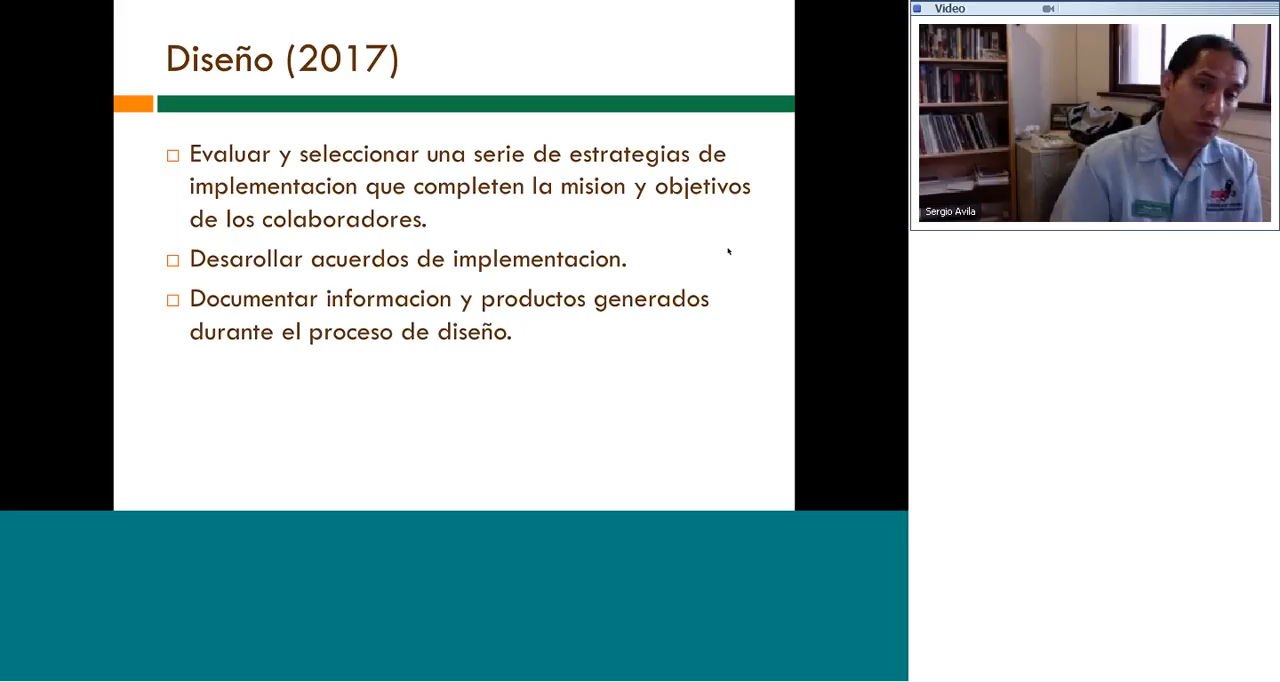 Diseño (2017)
Evaluar y seleccionar una serie de estrategias de
implementacion que completen la mision y objetivos
de los colaboradores.
Desarollar acuerdos de implementacion.
Documentar informacion y productos generados
durante el proceso de diseño.
Video
Sergio Avila